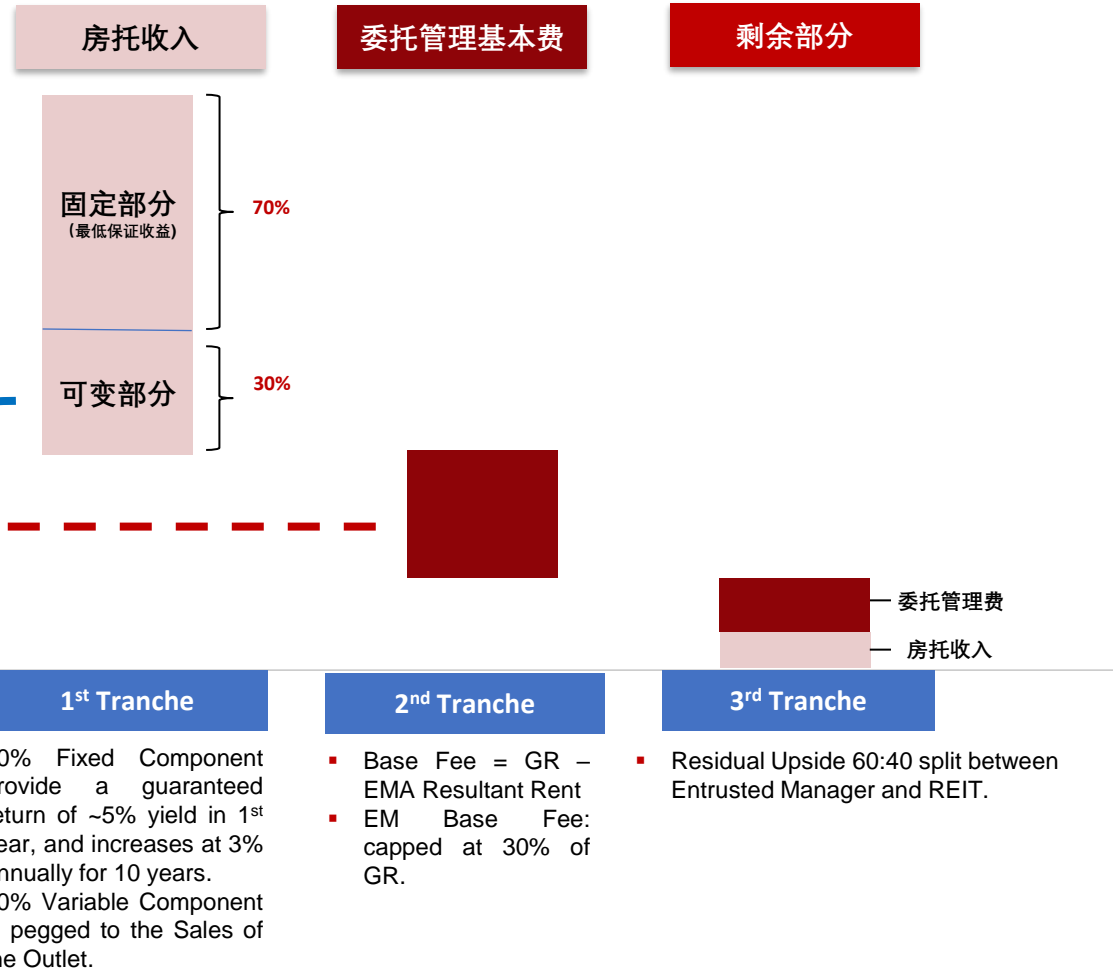 房托收入
委托管理基本费
剩余部分
固定部分
(最低保证收益)
70%
可变部分
30%
委托管理费
房托收入
1st Tranche
2nd Tranche
3rd Tranche
0% Fixed Component
a guaranteed
of ~5% yield in 1st
and increases at 3%
for 10 years.
0% Variable Component
pegged to the Sales of
Outlet.
▪ Base Fee = GR –
EMA Resultant Rent
▪ EM Base Fee:
capped at 30% of
GR.
▪ Residual Upside 60:40 split between
Entrusted Manager and REIT.